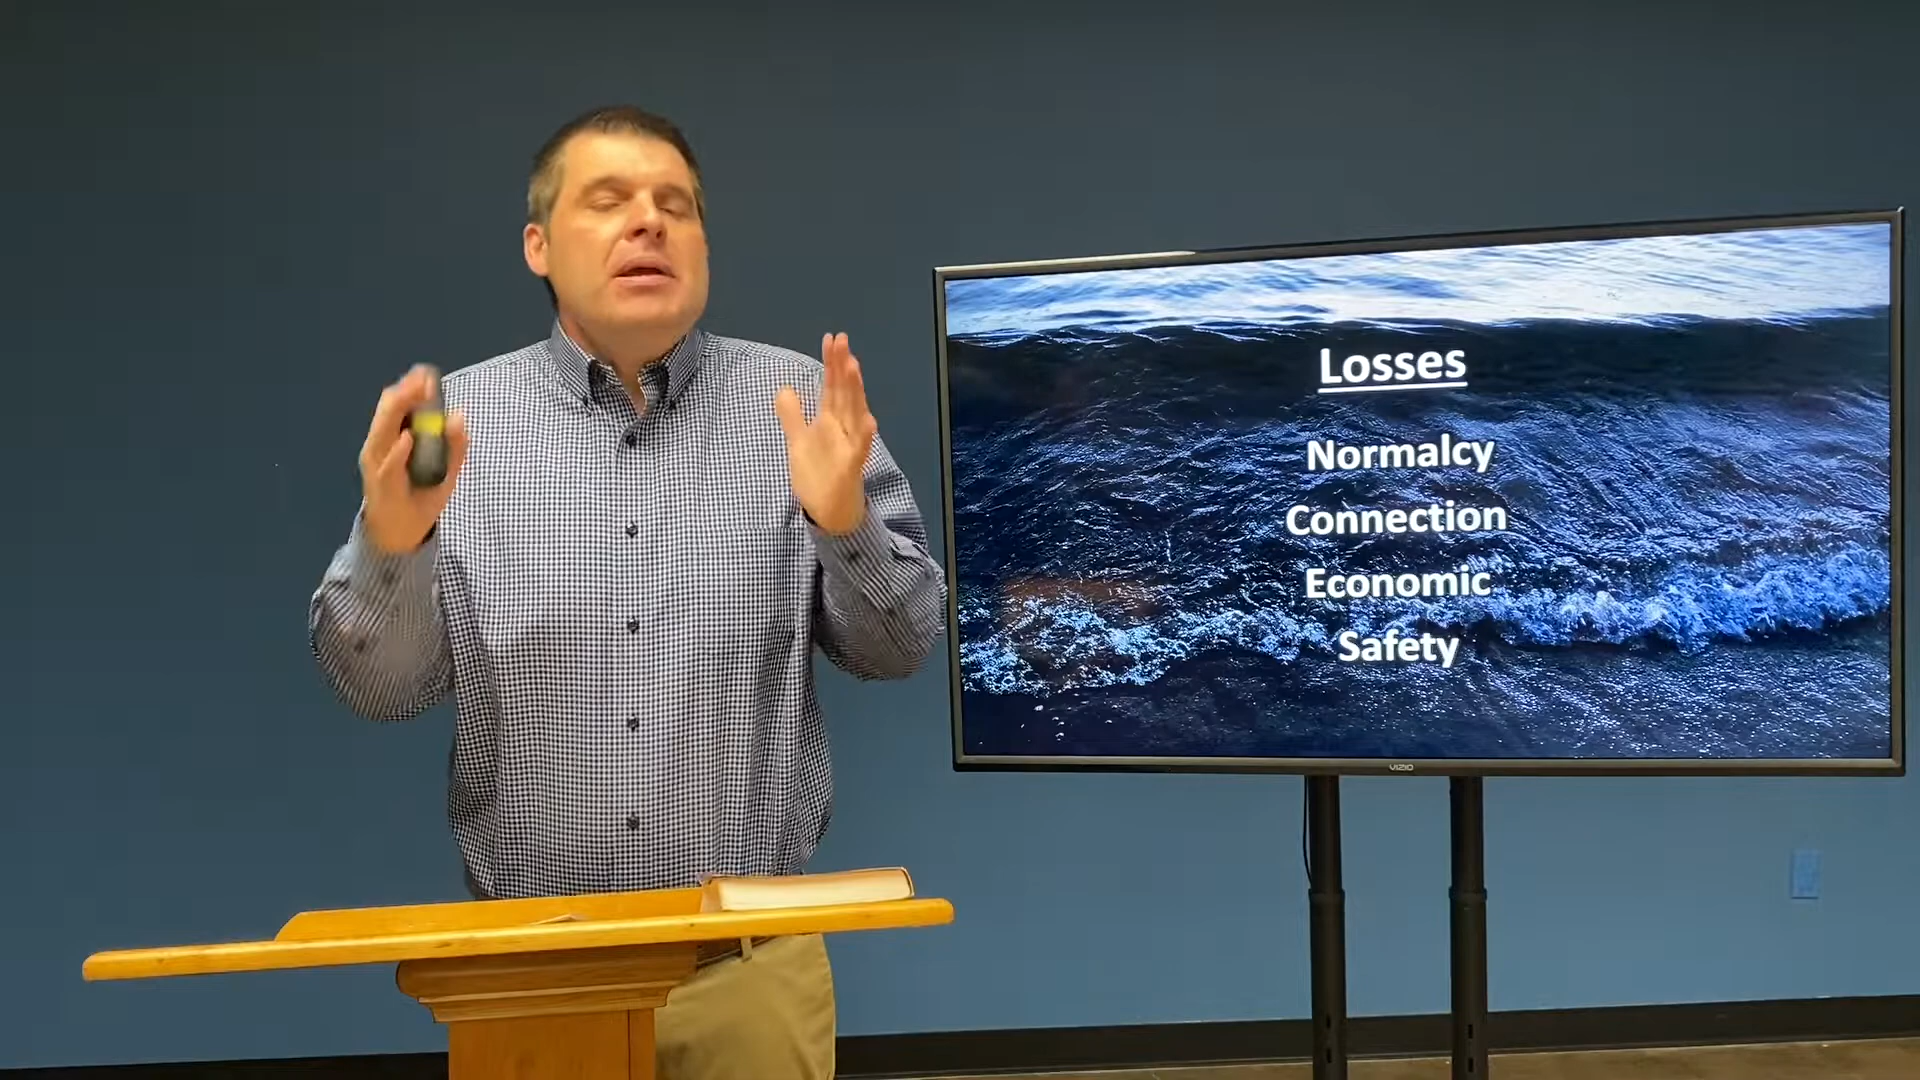 Losses
Normalcy
Connection
Economic
Safety
VIZIO